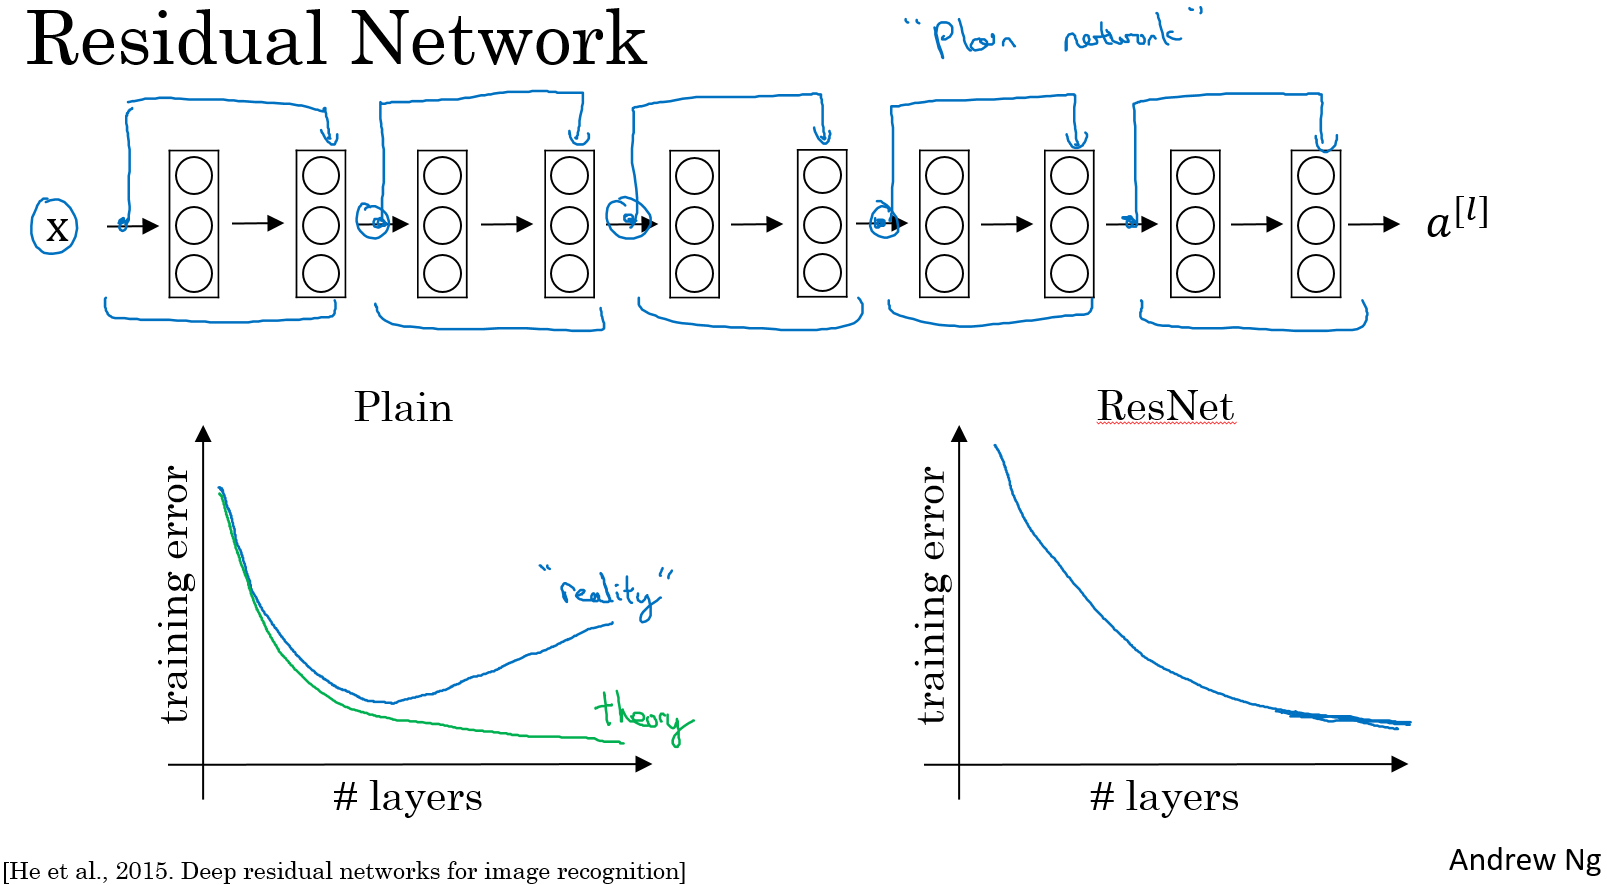 Residual Network
"Plain network"
x
a[l]
Plain
ResNet
training error
"reality"
theory
# layers
training error
# layers
[He et al., 2015. Deep residual networks for image recognition]
Andrew Ng